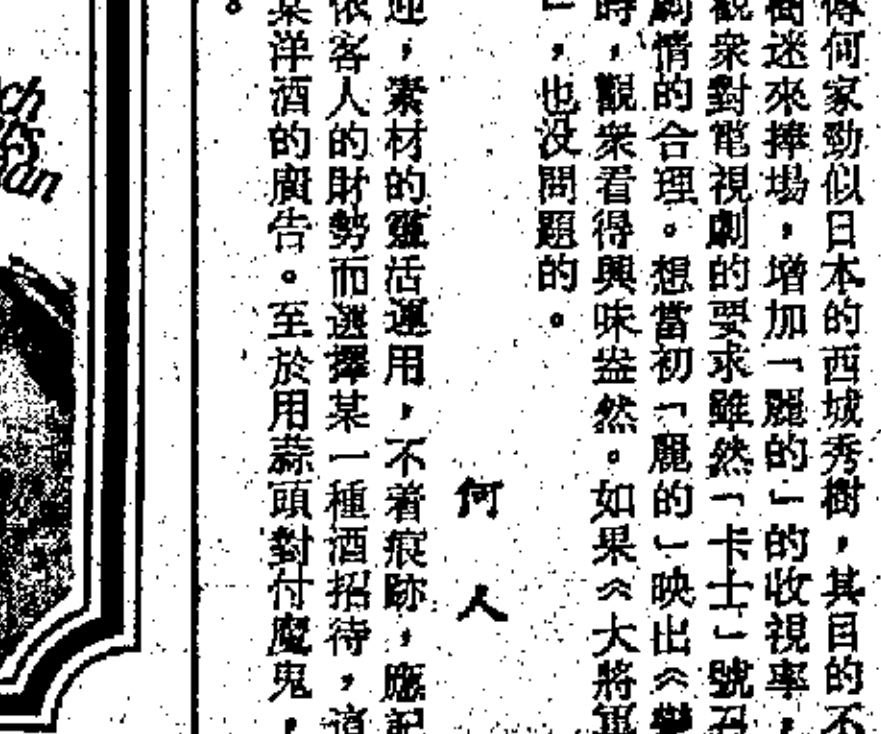 傳何家勁似日本的西城秀樹，其目的不
樹迷來捧場，增加「麗的」的收視率，
觀衆對電視劇的要求雖然「卡士」號召
劇情的合理。想當初「麗的」映出《變
時，觀衆看得興味盎然。如果《大將軍
」，也没問題的。
何人
迎，素材的靈活運用，不着痕跡，應記
依客人的財勢而選擇某一種酒招待，這
某洋酒的廣告。至於用蒜頭對付魔鬼，
。